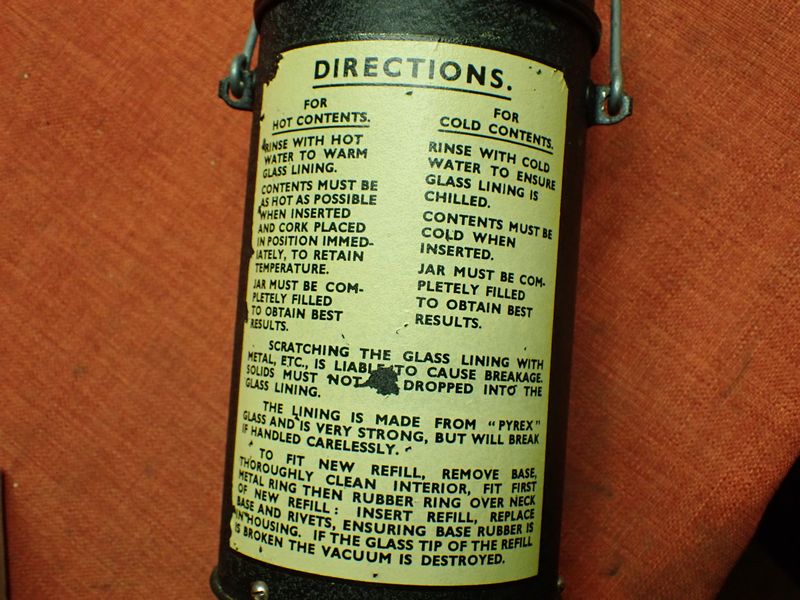 DIRECTIONS.
FOR
HOT CONTENTS.
RINSE WITH HOT
WATER TO WARM
GLASS LINING.
CONTENTS MUST BE
AS HOT AS POSSIBLE
WHEN INSERTED
AND CORK PLACED
IN POSITION IMMED-
IATELY, TO RETAIN
TEMPERATURE.
JAR MUST BE COM-
PLETELY FILLED
TO OBTAIN BEST
RESULTS.
FOR
COLD CONTENTS.
RINSE WITH COLD
WATER TO ENSURE
GLASS LINING IS
CHILLED.
CONTENTS MUST BE
COLD WHEN
INSERTED.
JAR MUST BE COM-
PLETELY FILLED
TO OBTAIN BEST
RESULTS.
SCRATCHING THE GLASS LINING WITH
METAL, ETC., IS LIABLE TO CAUSE BREAKAGE.
SOLIDS MUST NOT DROPPED INTO THE
GLASS LINING.
THE LINING IS MADE FROM "PYREX"
GLASS AND IS VERY STRONG, BUT WILL BREAK
IF HANDLED CARELESSLY.
TO FIT NEW REFILL, REMOVE BASE,
THOROUGHLY CLEAN INTERIOR, FIT FIRST
METAL RING THEN RUBBER RING OVER NECK
OF NEW REFILL: INSERT REFILL, REPLACE
BASE AND RIVETS, ENSURING BASE RUBBER IS
IN HOUSING. IF THE GLASS TIP OF THE REFILL
IS BROKEN THE VACUUM IS DESTROYED.